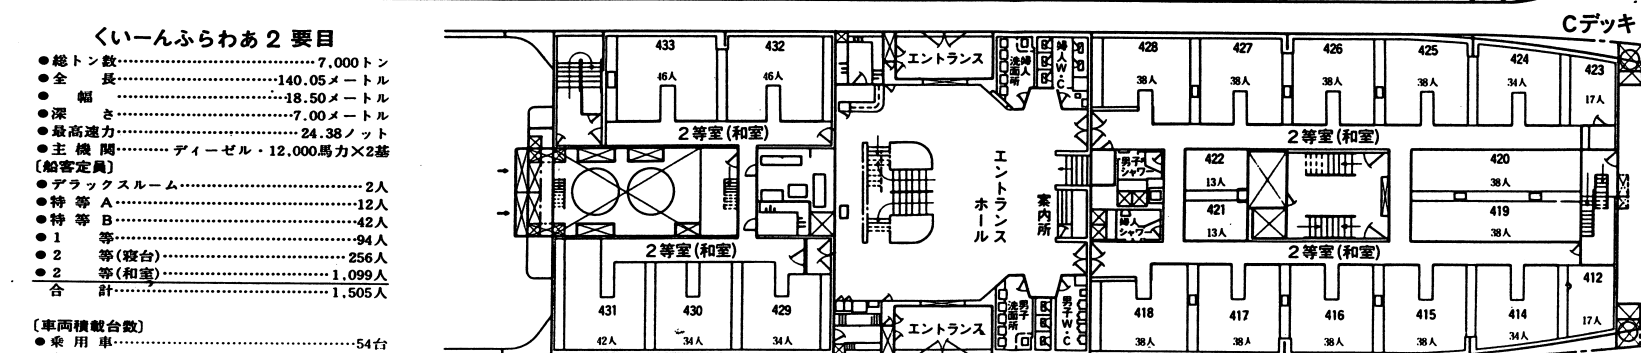 くいーんふらわあ2 要目
●総トン数……………7,000トン
●全 長……………140.05メートル
● 幅……………18.50メートル
●深 さ……………7.00メートル
●最高速力……………24.38ノット
●主機関………ディーゼル・12,000馬力×2基
〔船客定員〕
●デラックスルーム……………2人
●特等A……………12人
●特等B……………42人
●1 等……………94人
●2 等(寝台)……………256人
●2 等(和室)……………1,099人
合 計……………1,505人
〔車両積載台数〕
●乗用車……………54台
Cデッキ
433
46人
432
46人
エントランス
婦人洗面所
婦人W・C
428
38人
427
38人
426
38人
425
38人
424
34人
423
17人
2等室(和室)
2等室(和室)
エントランスホール
案内所
男子シャワー
婦人シャワー
422
13人
421
13人
420
38人
419
38人
2等室(和室)
2等室(和室)
431
42人
430
34人
429
34人
エントランス
男子洗面所
男子W・C
418
38人
417
38人
416
38人
415
38人
414
34人
412
17人